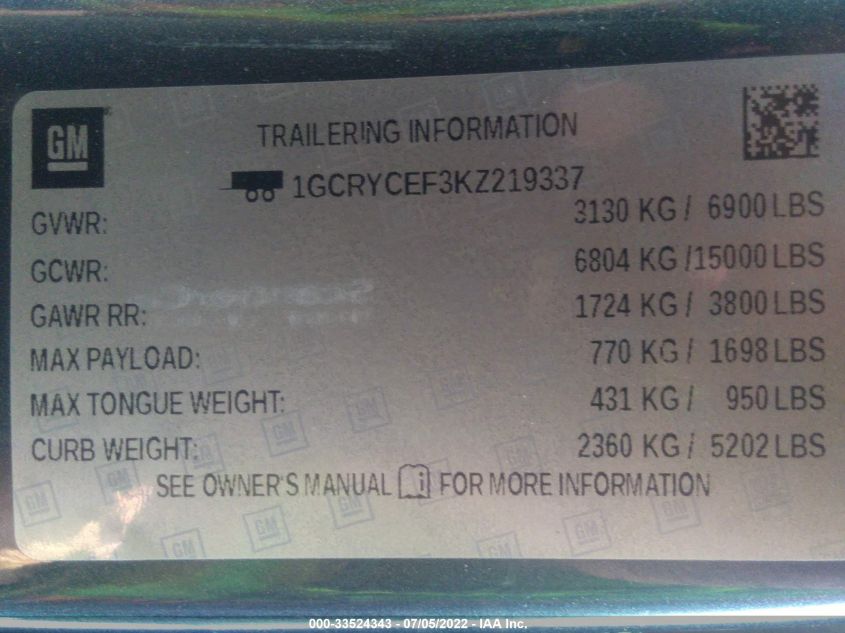 GM
TRAILERING INFORMATION
1GCRYCEF3KZ219337
GVWR: 3130 KG / 6900 LBS
GCWR: 6804 KG / 15000 LBS
GAWR RR: 1724 KG / 3800 LBS
MAX PAYLOAD: 770 KG / 1698 LBS
MAX TONGUE WEIGHT: 431 KG / 950 LBS
CURB WEIGHT: 2360 KG / 5202 LBS
SEE OWNER'S MANUAL i FOR MORE INFORMATION
000-33524343 - 07/05/2022 - IAA Inc.